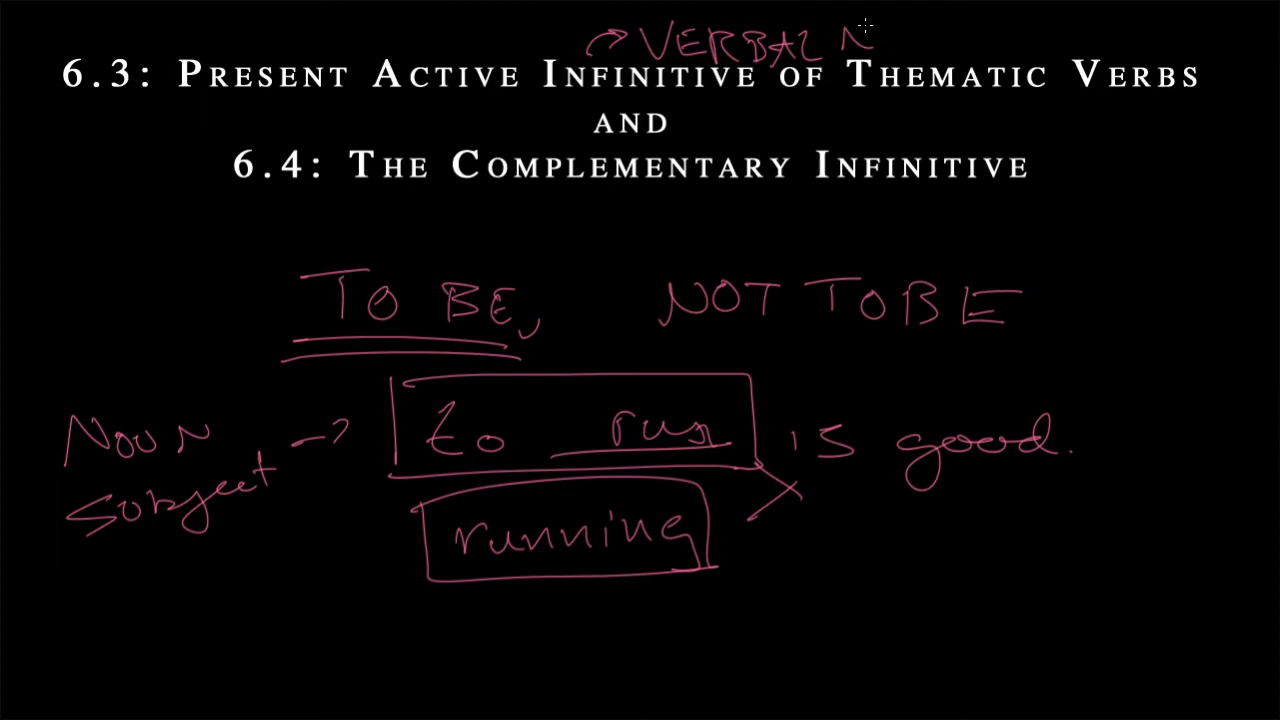 → VERBAL N
6.3: PRESENT ACTIVE INFINITIVE OF THEMATIC VERBS
AND
6.4: THE COMPLEMENTARY INFINITIVE
TO BE, NOT TO BE
NOUN → to run is good.
subject
running